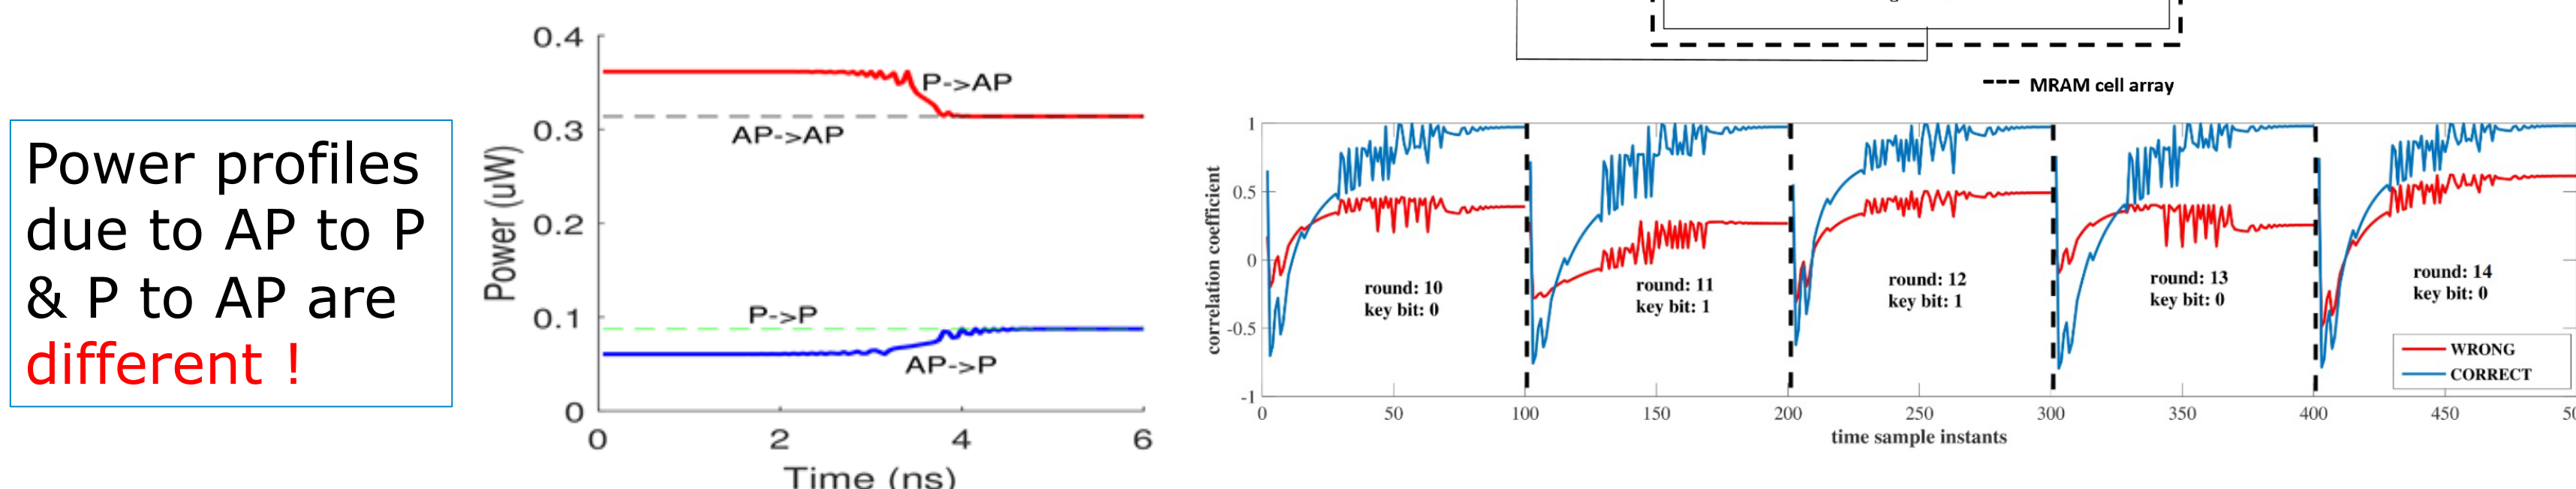 Power profiles
due to AP to P
& P to AP are
different !
0.4
0.3
0.2
0.1
0
Power (uW)
P->AP
AP->AP
P->P
AP->P
0
2
4
6
Time (ns)
MRAM cell array
1
0.5
0
-0.5
-1
correlation coefficient
round: 10
key bit: 0
round: 11
key bit: 1
round: 12
key bit: 1
round: 13
key bit: 0
round: 14
key bit: 0
WRONG
CORRECT
0
50
100
150
200
250
300
350
400
450
time sample instants